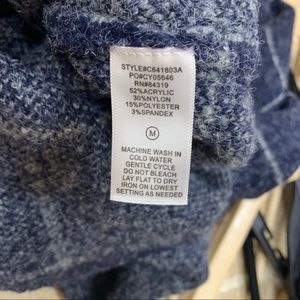 STYLE#C641803A
PO#CY05646
RN#84319
52%ACRYLIC
30%NYLON
15%POLYESTER
3%SPANDEX
M
MACHINE WASH IN
COLD WATER
GENTLE CYCLE
DO NOT BLEACH
LAY FLAT TO DRY
IRON ON LOWEST
SETTING AS NEEDED